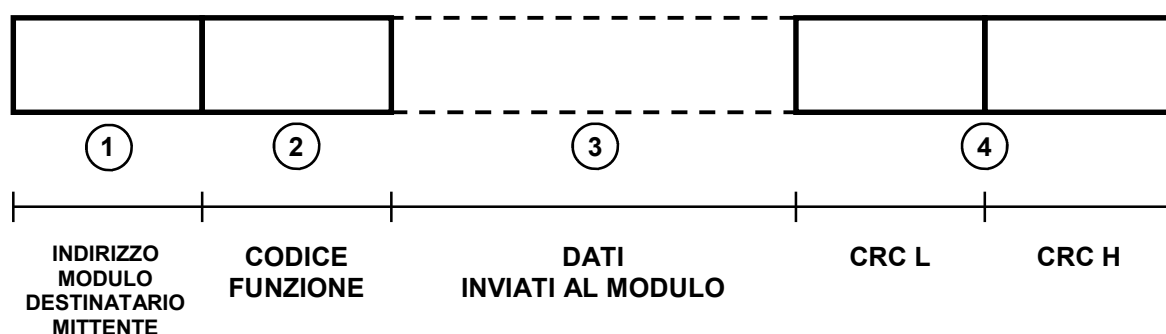 1
2
3
4
INDIRIZZO
MODULO
DESTINATARIO
MITTENTE
CODICE
FUNZIONE
DATI
INVIATI AL MODULO
CRC L
CRC H